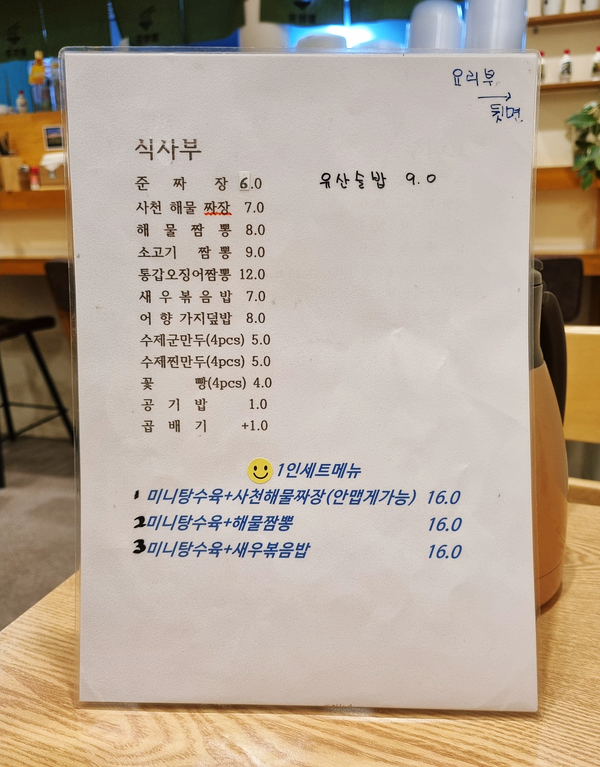 요리부
→
뒷면
식사부
준 짜 장 6.0
유산슬밥 9.0
사천 해물 짜장 7.0
해 물 짬 뽕 8.0
소고기 짬 뽕 9.0
통갑오징어짬뽕 12.0
새 우 볶 음 밥 7.0
어 향 가지덮밥 8.0
수제군만두(4pcs) 5.0
수제찐만두(4pcs) 5.0
꽃 빵(4pcs) 4.0
공 기 밥 1.0
곱 배 기 +1.0
1인세트메뉴
1 미니탕수육+사천해물짜장(안맵게가능) 16.0
2 미니탕수육+해물짬뽕 16.0
3 미니탕수육+새우볶음밥 16.0